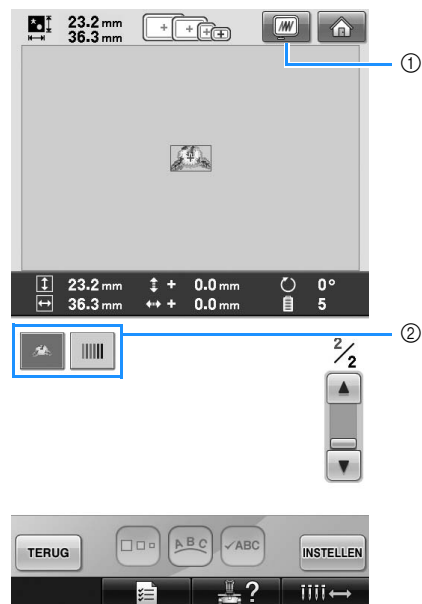 23.2 mm
36.3 mm
①
23.2 mm + 0.0 mm 0°
36.3 mm + 0.0 mm 5
②
2/2
TERUG ABC ✓ABC INSTELLEN
?